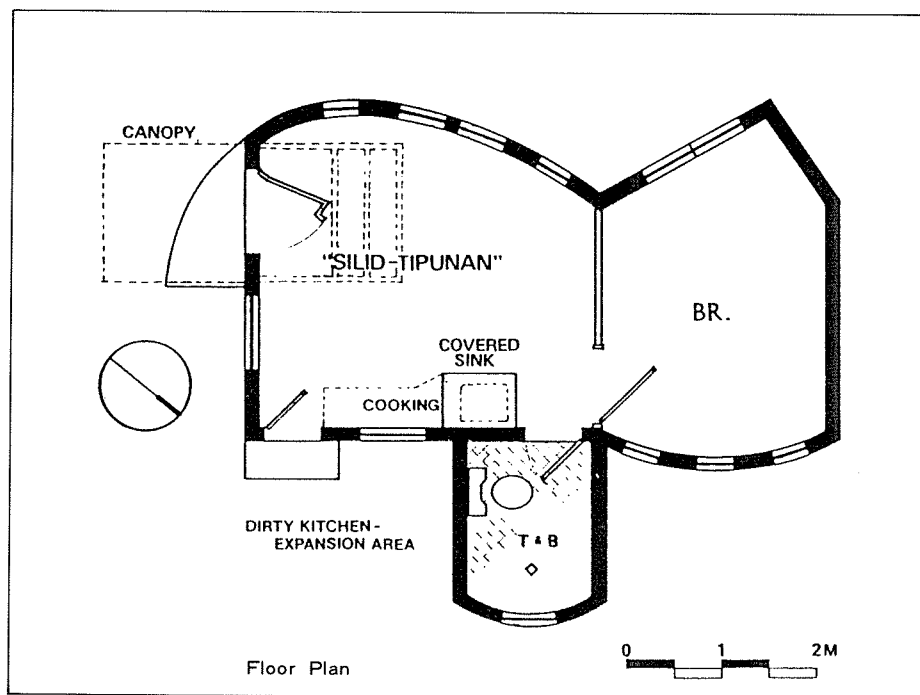 CANOPY
"SILID-TIPUNAN"
BR.
COVERED
SINK
COOKING
DIRTY KITCHEN-
EXPANSION AREA
T & B
0 1 2M
Floor Plan